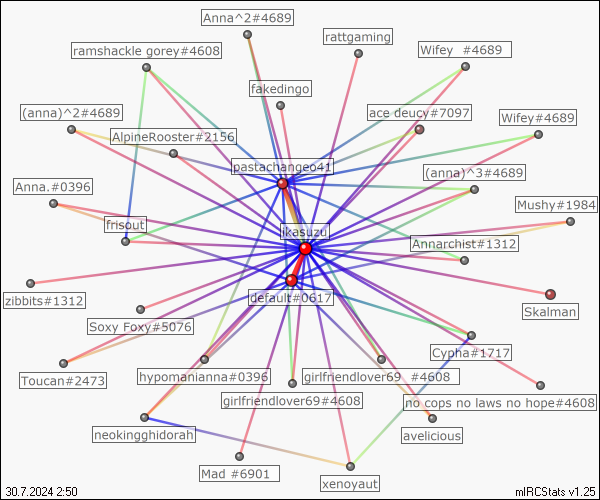 Anna^2#4689
rattgaming
ramshackle gorey#4608
Wifey_ #4689
fakedingo
(anna)^2#4689
ace deucy#7097
Wifey#4689
AlpineRooster#2156
pastachangeo41
(anna)^3#4689
Anna.#0396
Mushy#1984
frisout
jkasuzu
Annarchist#1312
default#0617
zibbits#1312
Skalman
Soxy Foxy#5076
Cypha#1717
Toucan#2473
hypomanianna#0396
girlfriendlover69_ #4608
girlfriendlover69#4608
no cops no laws no hope#4608
neokingghidorah
avelicious
Mad #6901
xenoyaut
30.7.2024 2:50
mIRCStats v1.25